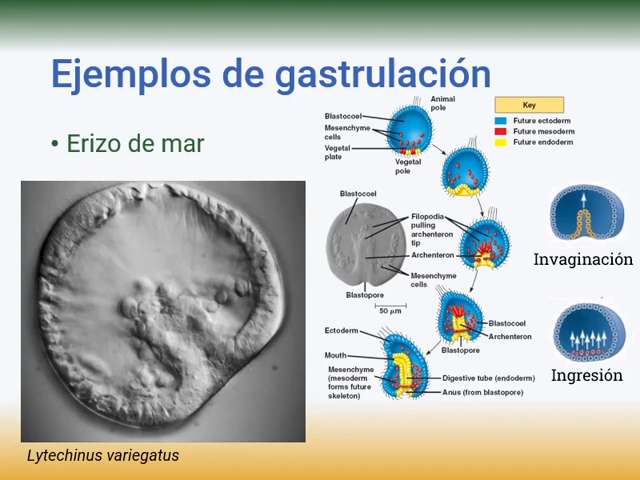 Ejemplos de gastrulación
• Erizo de mar
Lytechinus variegatus
Animal
pole
Blastocoel
Mesenchyme
cells
Vegetal
plate
Vegetal
pole
Key
Future ectoderm
Future mesoderm
Future endoderm
Blastocoel
Filopodia
pulling
archenteron
tip
Archenteron
Mesenchyme
cells
Blastopore
50 µm
Blastocoel
Archenteron
Blastopore
Ectoderm
Mouth
Mesenchyme
(mesoderm
forms future
skeleton)
Digestive tube (endoderm)
Anus (from blastopore)
Invaginación
Ingresión